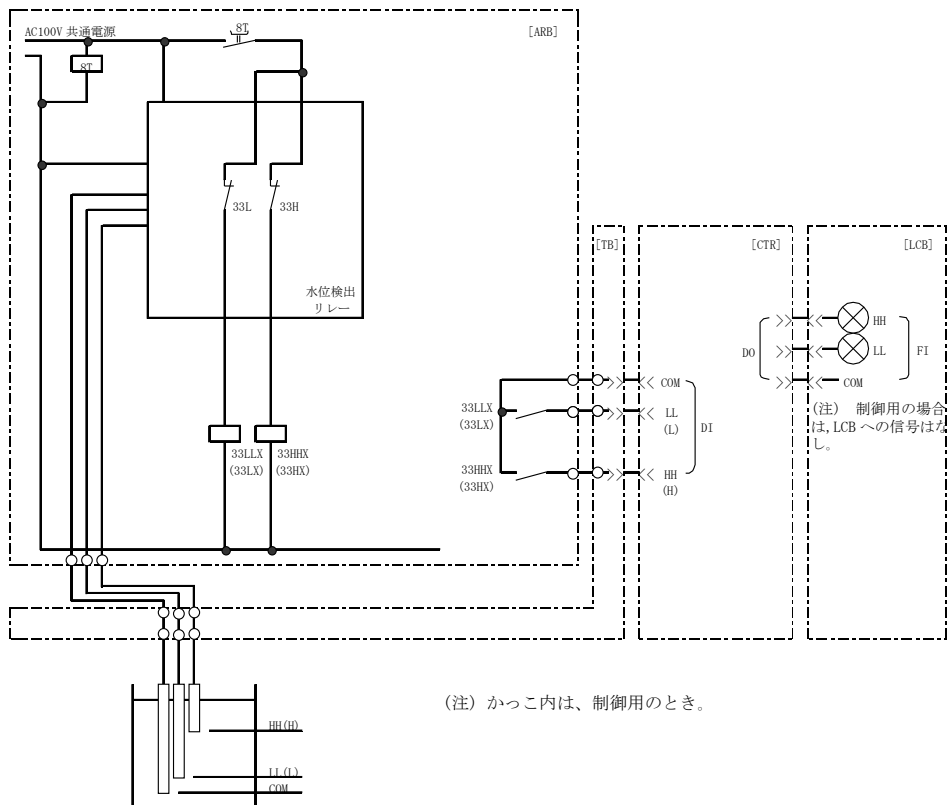 AC100V 共通電源
8T
[ARB]
8T
33L
33H
水位検出
リレー
[TB]
[CTR]
[LCB]
HH
DO
LL
FI
COM
(注) 制御用の場合
は,LCB への信号はな
し。
COM
33LLX
(33LX)
LL
(L)
DI
33HHX
(33HX)
HH
(H)
33LLX
(33LX)
33HHX
(33HX)
(注) かっこ内は、制御用のとき。
HH(H)
LL(L)
COM